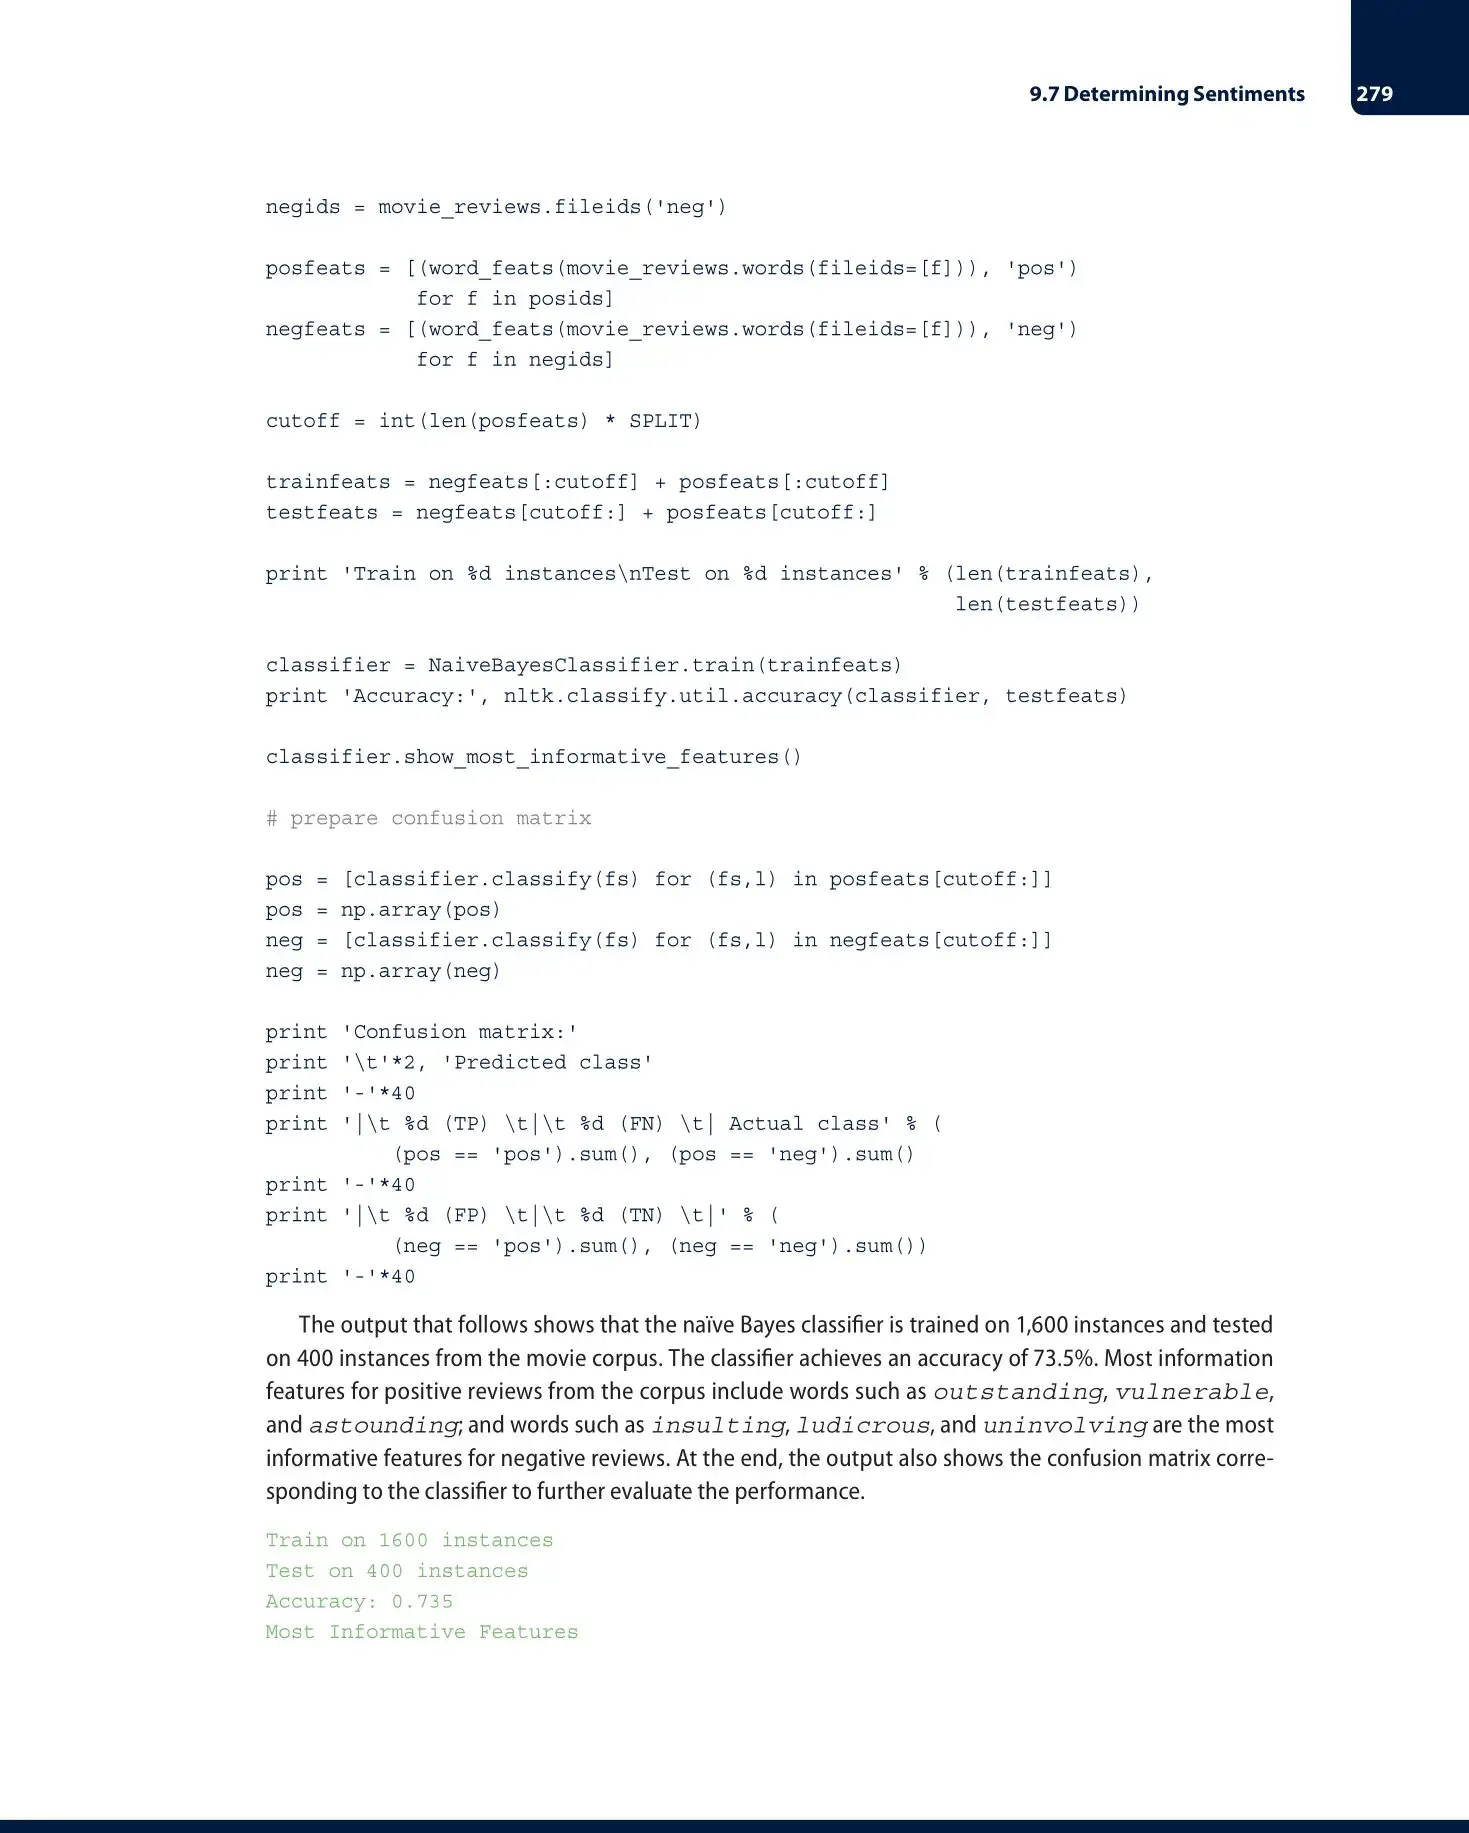 9.7 Determining Sentiments 279
negids = movie_reviews.fileids('neg')
posfeats = [(word_feats(movie_reviews.words(fileids=[f])), 'pos')
            for f in posids]
negfeats = [(word_feats(movie_reviews.words(fileids=[f])), 'neg')
            for f in negids]
cutoff = int(len(posfeats) * SPLIT)
trainfeats = negfeats[:cutoff] + posfeats[:cutoff]
testfeats = negfeats[cutoff:] + posfeats[cutoff:]
print 'Train on %d instances\nTest on %d instances' % (len(trainfeats),
                                                       len(testfeats))
classifier = NaiveBayesClassifier.train(trainfeats)
print 'Accuracy:', nltk.classify.util.accuracy(classifier, testfeats)
classifier.show_most_informative_features()
# prepare confusion matrix
pos = [classifier.classify(fs) for (fs,l) in posfeats[cutoff:]]
pos = np.array(pos)
neg = [classifier.classify(fs) for (fs,l) in negfeats[cutoff:]]
neg = np.array(neg)
print 'Confusion matrix:'
print '\t'*2, 'Predicted class'
print '-'*40
print '|\t %d (TP) \t|\t %d (FN) \t| Actual class' % (
          (pos == 'pos').sum(), (pos == 'neg').sum()
print '-'*40
print '|\t %d (FP) \t|\t %d (TN) \t|' % (
          (neg == 'pos').sum(), (neg == 'neg').sum())
print '-'*40
The output that follows shows that the naïve Bayes classifier is trained on 1,600 instances and tested
on 400 instances from the movie corpus. The classifier achieves an accuracy of 73.5%. Most information
features for positive reviews from the corpus include words such as outstanding, vulnerable,
and astounding; and words such as insulting, ludicrous, and uninvolving are the most
informative features for negative reviews. At the end, the output also shows the confusion matrix corre-
sponding to the classifier to further evaluate the performance.
Train on 1600 instances
Test on 400 instances
Accuracy: 0.735
Most Informative Features